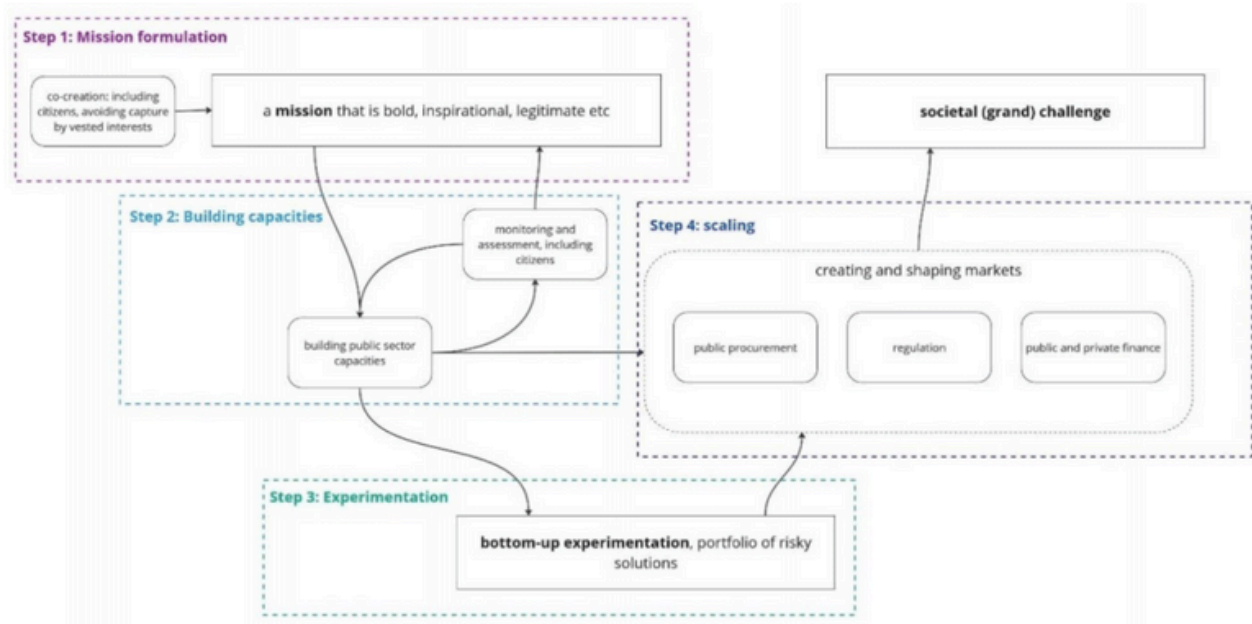 Step 1: Mission formulation
co-creation: including
citizens, avoiding capture
by vested interests
a mission that is bold, inspirational, legitimate etc
societal (grand) challenge
Step 2: Building capacities
monitoring and
assessment, including
citizens
building public sector
capacities
Step 4: scaling
creating and shaping markets
public procurement
regulation
public and private finance
Step 3: Experimentation
bottom-up experimentation, portfolio of risky
solutions